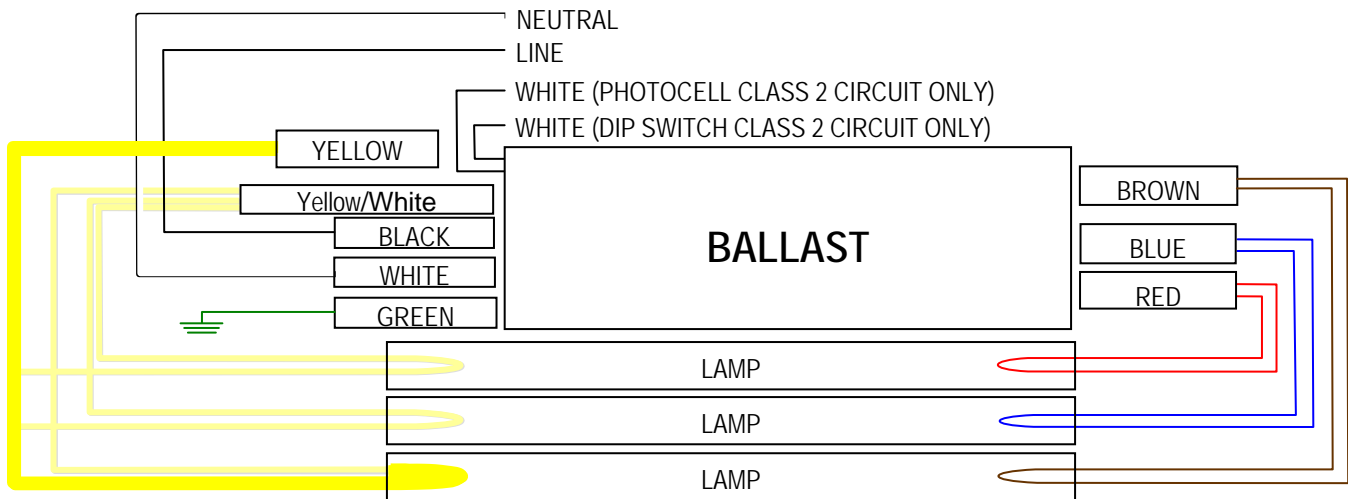 NEUTRAL
LINE
WHITE (PHOTOCELL CLASS 2 CIRCUIT ONLY)
WHITE (DIP SWITCH CLASS 2 CIRCUIT ONLY)
YELLOW
Yellow/White
BLACK
WHITE
GREEN
BALLAST
BROWN
BLUE
RED
LAMP
LAMP
LAMP